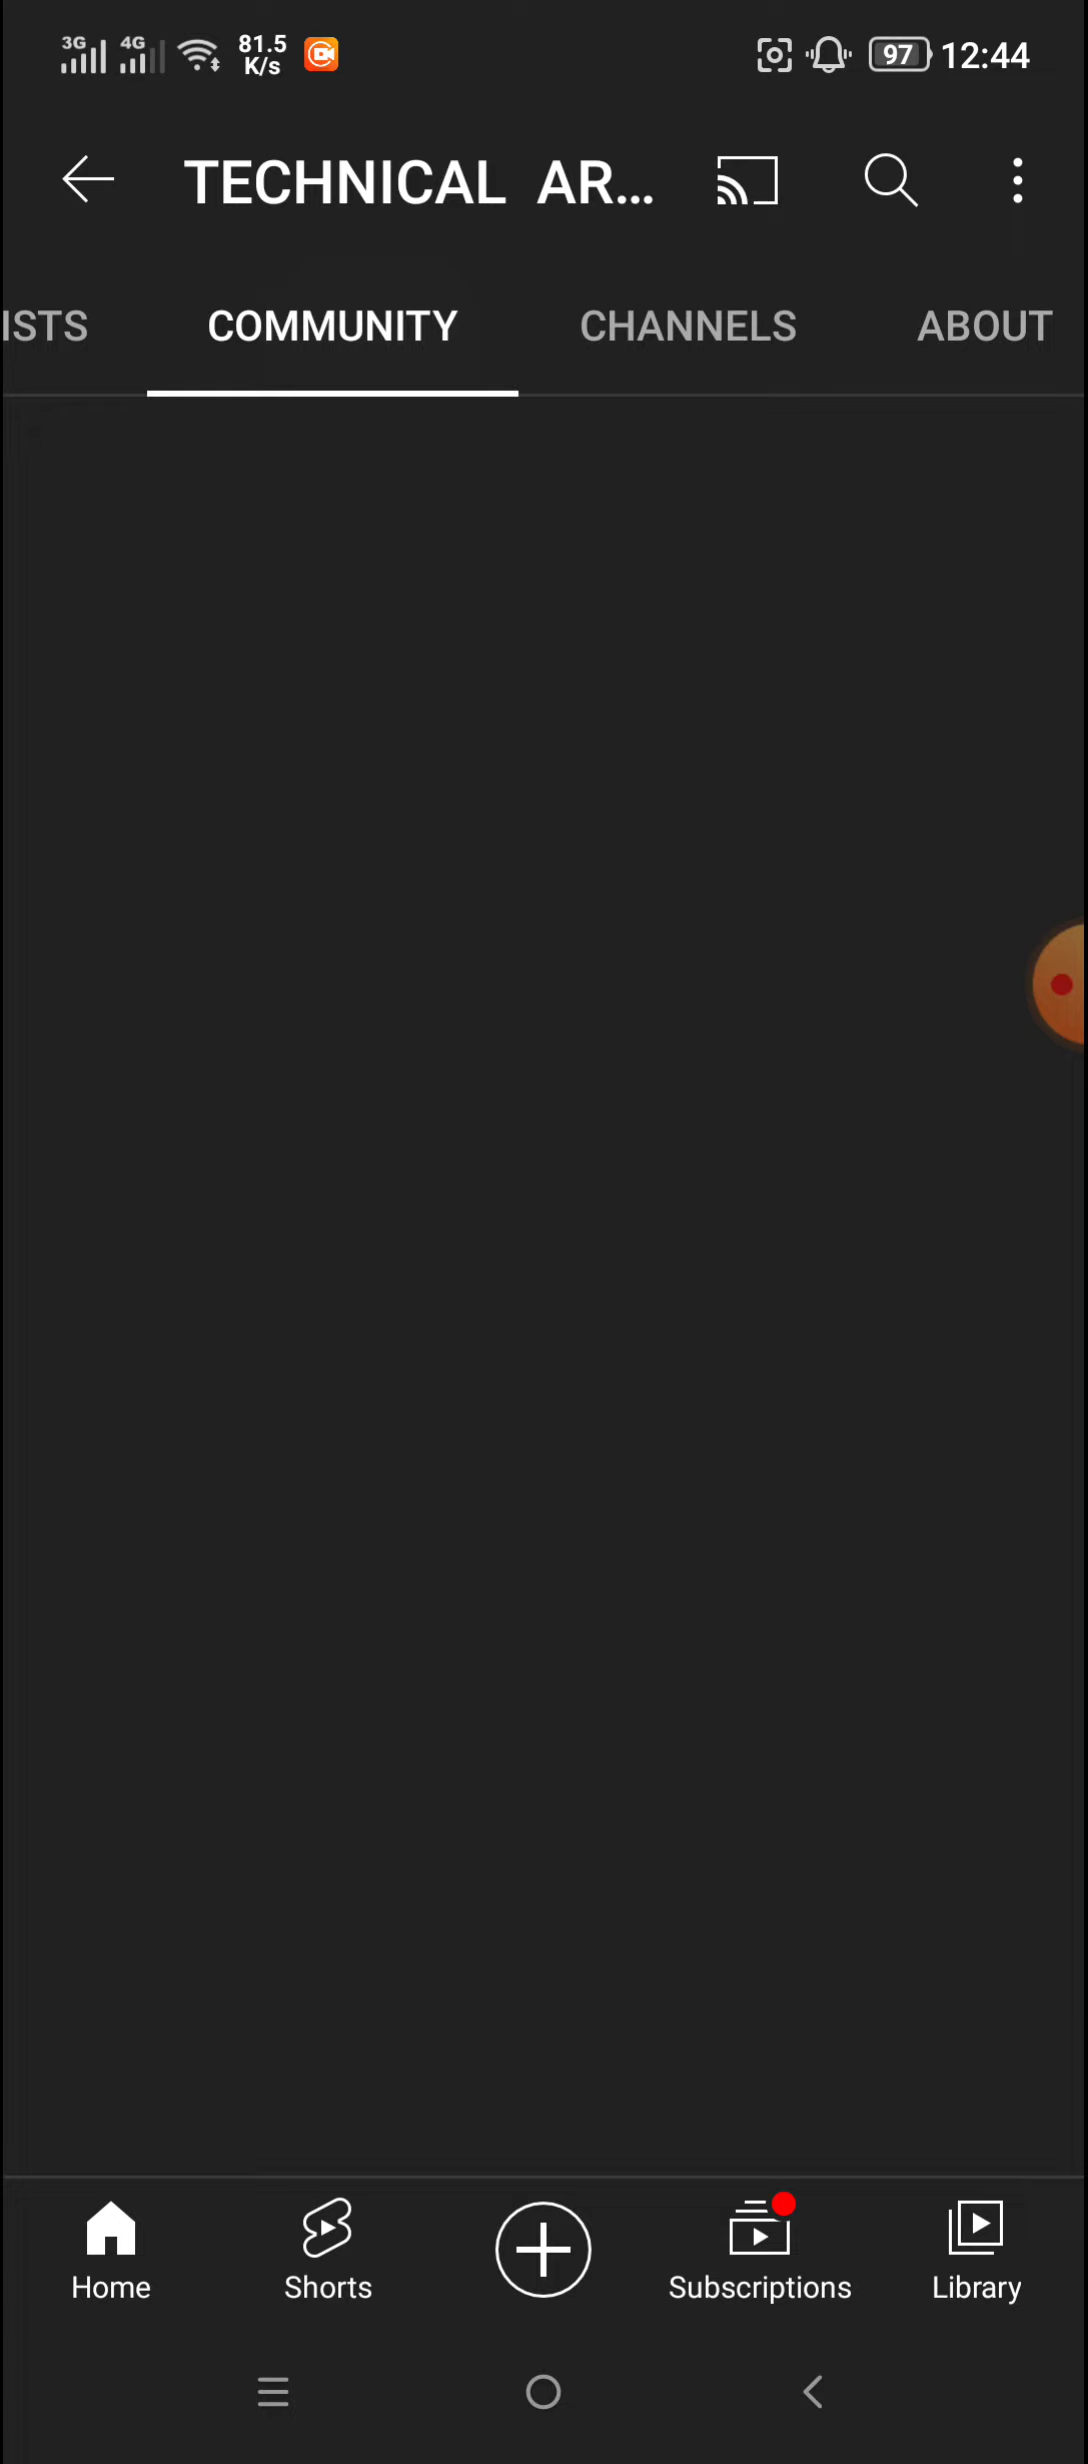 3G 4G 81.5 K/s 97 12:44
TECHNICAL AR...
ISTS COMMUNITY CHANNELS ABOUT
Home Shorts Subscriptions Library